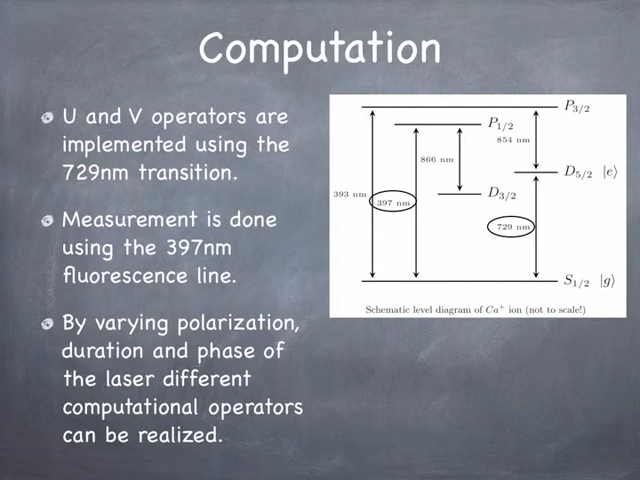 Computation
U and V operators are
implemented using the
729nm transition.
Measurement is done
using the 397nm
fluorescence line.
By varying polarization,
duration and phase of
the laser different
computational operators
can be realized.
P3/2
P1/2
854 nm
866 nm
D5/2 |e⟩
393 nm
397 nm
D3/2
729 nm
S1/2 |g⟩
Schematic level diagram of Ca+ ion (not to scale!)